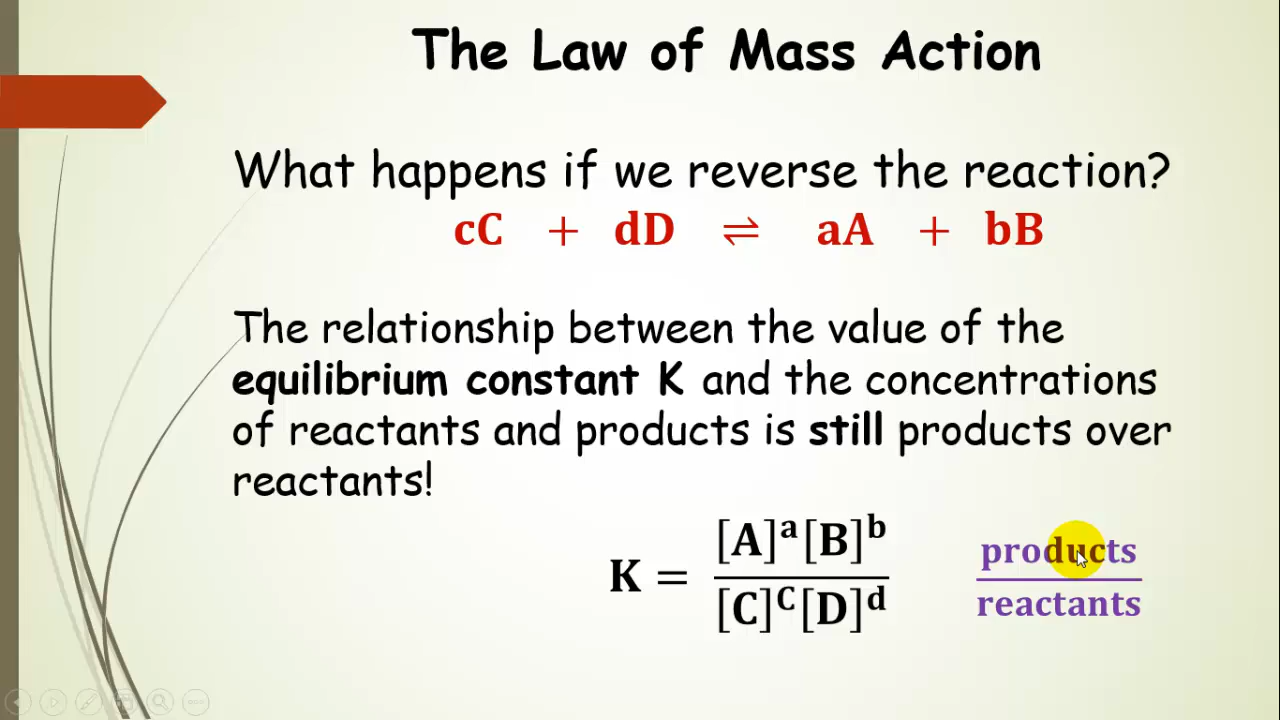 The Law of Mass Action
What happens if we reverse the reaction?
cC + dD ⇌ aA + bB
The relationship between the value of the
equilibrium constant K and the concentrations
of reactants and products is still products over
reactants!
K = [A]ᵃ[B]ᵇ
[C]ᶜ[D]ᵈ
products
reactants